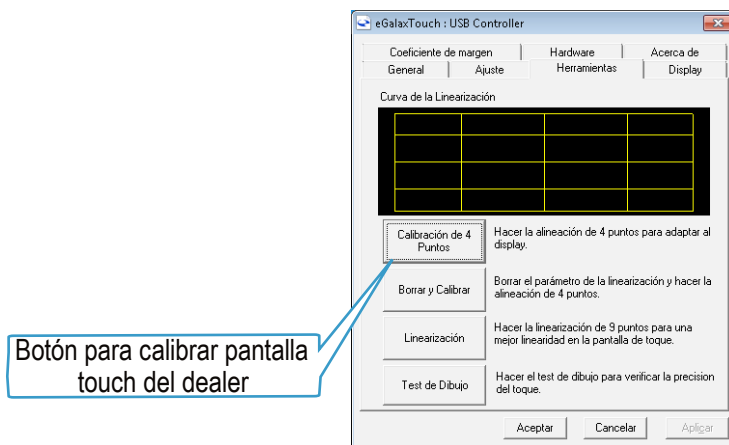 eGalaxTouch : USB Controller
Coeficiente de margen Hardware Acerca de
General Ajuste Herramientas Display
Curva de la Linearización
Calibración de 4
Puntos
Hacer la alineación de 4 puntos para adaptar al
display.
Borrar y Calibrar
Borrar el parámetro de la linearización y hacer la
alineación de 4 puntos.
Linearización
Hacer la linearización de 9 puntos para una
mejor linearidad en la pantalla de toque.
Botón para calibrar pantalla
touch del dealer
Test de Dibujo
Hacer el test de dibujo para verificar la precision
del toque.
Aceptar Cancelar Apligar